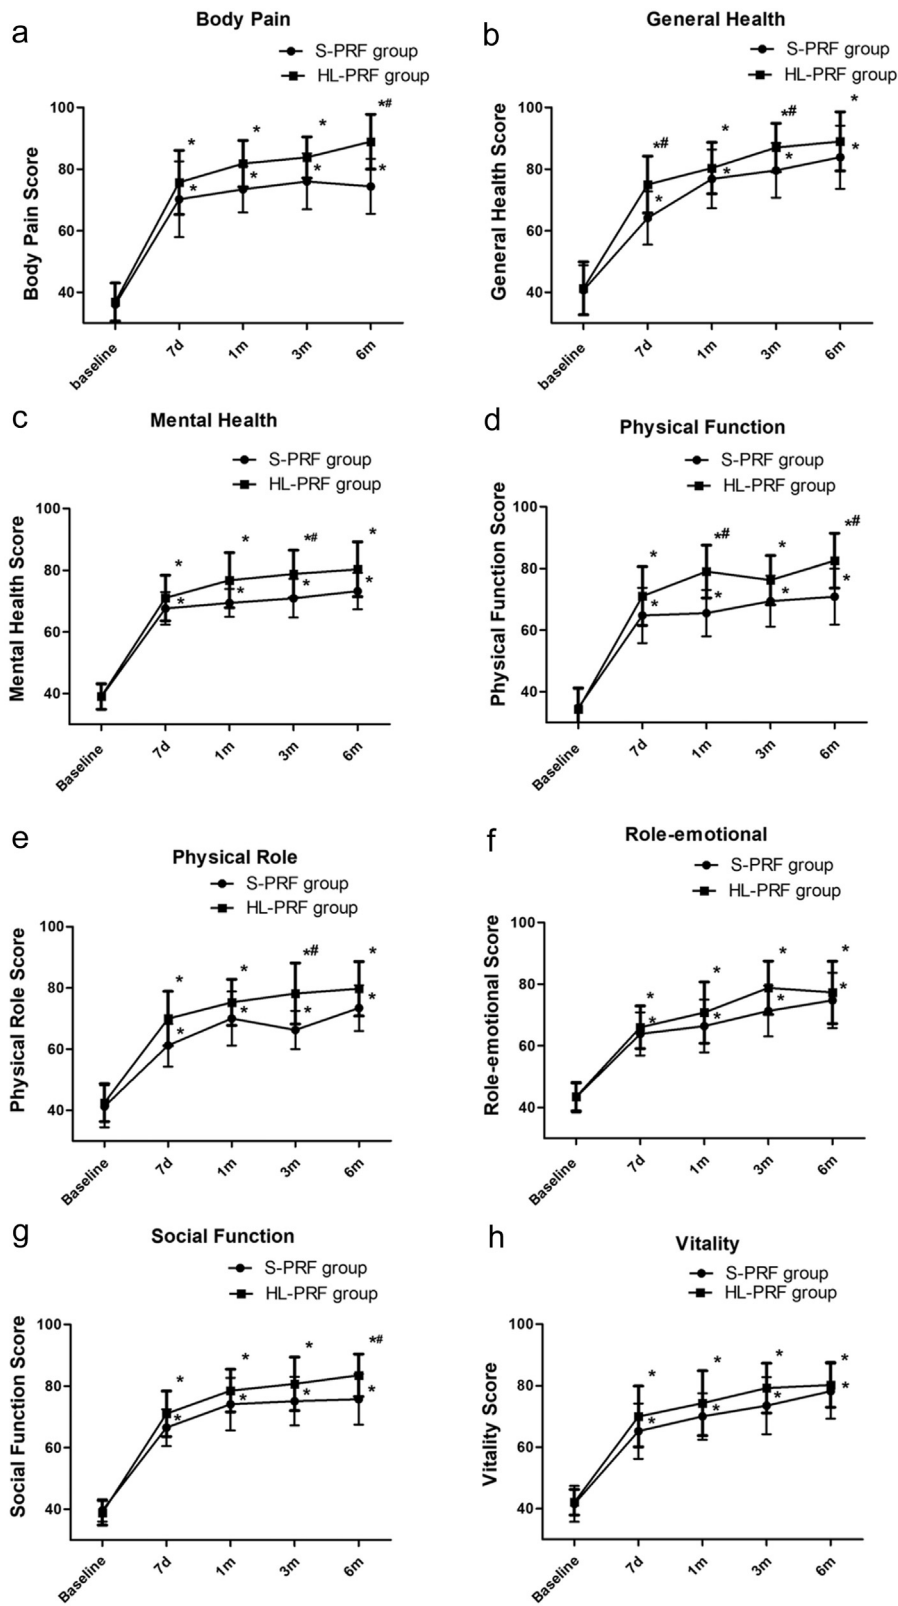 a
Body Pain
S-PRF group
HL-PRF group
Body Pain Score
100
80
60
40
*
*
*
*#
*
*
*
*
baseline
7d
1m
3m
6m
b
General Health
S-PRF group
HL-PRF group
General Health Score
100
80
60
40
*#
*
*#
*
*
*
*
*
baseline
7d
1m
3m
6m
c
Mental Health
S-PRF group
HL-PRF group
Mental Health Score
100
80
60
40
*
*
*#
*
*
*
*
*
Baseline
7d
1m
3m
6m
d
Physical Function
S-PRF group
HL-PRF group
Physical Function Score
100
80
60
40
*
*#
*
*#
*
*
*
*
Baseline
7d
1m
3m
6m
e
Physical Role
S-PRF group
HL-PRF group
Physical Role Score
100
80
60
40
*
*
*#
*
*
*
*
*
Baseline
7d
1m
3m
6m
f
Role-emotional
S-PRF group
HL-PRF group
Role-emotional Score
100
80
60
40
*
*
*
*
*
*
*
*
Baseline
7d
1m
3m
6m
g
Social Function
S-PRF group
HL-PRF group
Social Function Score
100
80
60
40
*
*
*
*#
*
*
*
*
Baseline
7d
1m
3m
6m
h
Vitality
S-PRF group
HL-PRF group
Vitality Score
100
80
60
40
*
*
*
*
*
*
*
*
Baseline
7d
1m
3m
6m